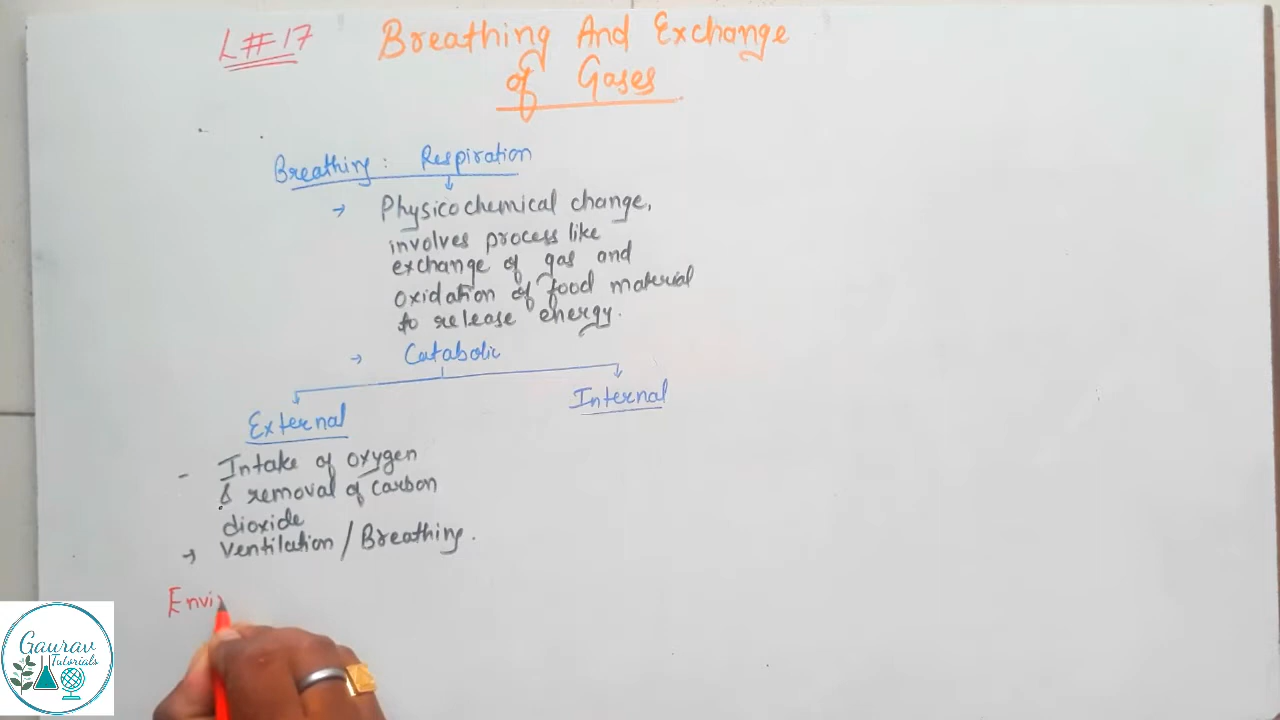 L#17
Breathing And Exchange
of Gases
Breathing : Respiration
→ Physicochemical change,
involves process like
exchange of gas and
oxidation of food material
to release energy.
→ Catabolic
External
Internal
- Intake of oxygen
& removal of carbon
dioxide
→ Ventilation / Breathing.
Envi
Gaurav
Tutorials